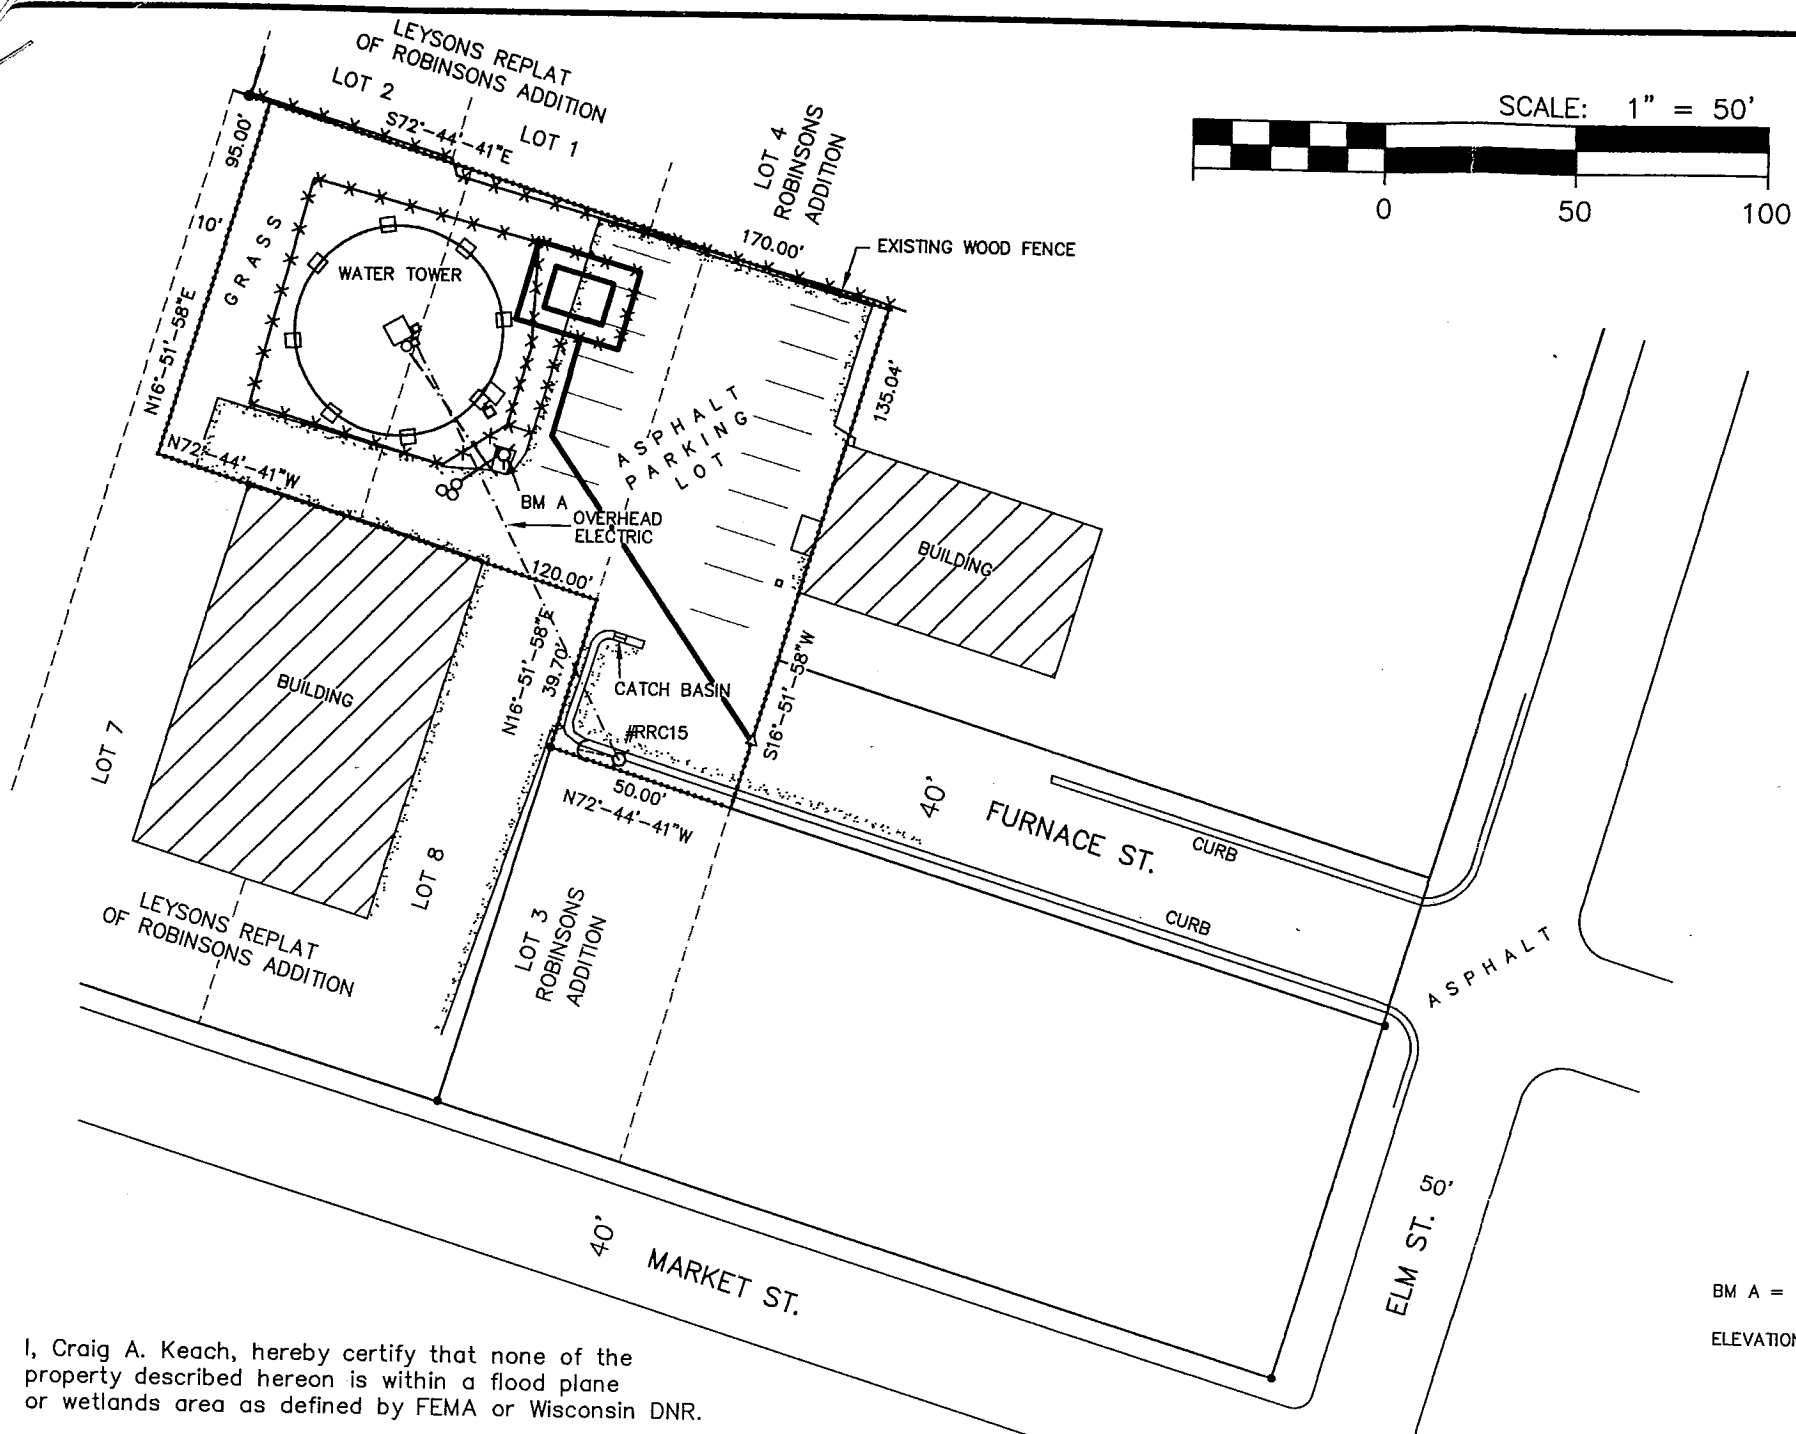 LEYSONS REPLAT
OF ROBINSONS ADDITION
LOT 2
S72°-44'-41"E
LOT 1
LOT 4
ROBINSONS
ADDITION
SCALE: 1" = 50'
0 50 100
95.00'
10'
GRASS
N16°-51'-58"E
WATER TOWER
170.00'
EXISTING WOOD FENCE
135.04'
ASPHALT
PARKING
LOT
N72°-44'-41"W
BM A
OVERHEAD
ELECTRIC
BUILDING
120.00'
N16°-51'-58"E
39.70'
CATCH BASIN
#RRC15
S16°-51'-58"W
BUILDING
50.00'
N72°-44'-41"W
LOT 7
LOT 8
40'
FURNACE ST.
CURB
CURB
ASPHALT
LEYSONS REPLAT
OF ROBINSONS ADDITION
LOT 3
ROBINSONS
ADDITION
50'
ELM ST.
40'
MARKET ST.
BM A =
ELEVATION
I, Craig A. Keach, hereby certify that none of the
property described hereon is within a flood plane
or wetlands area as defined by FEMA or Wisconsin DNR.